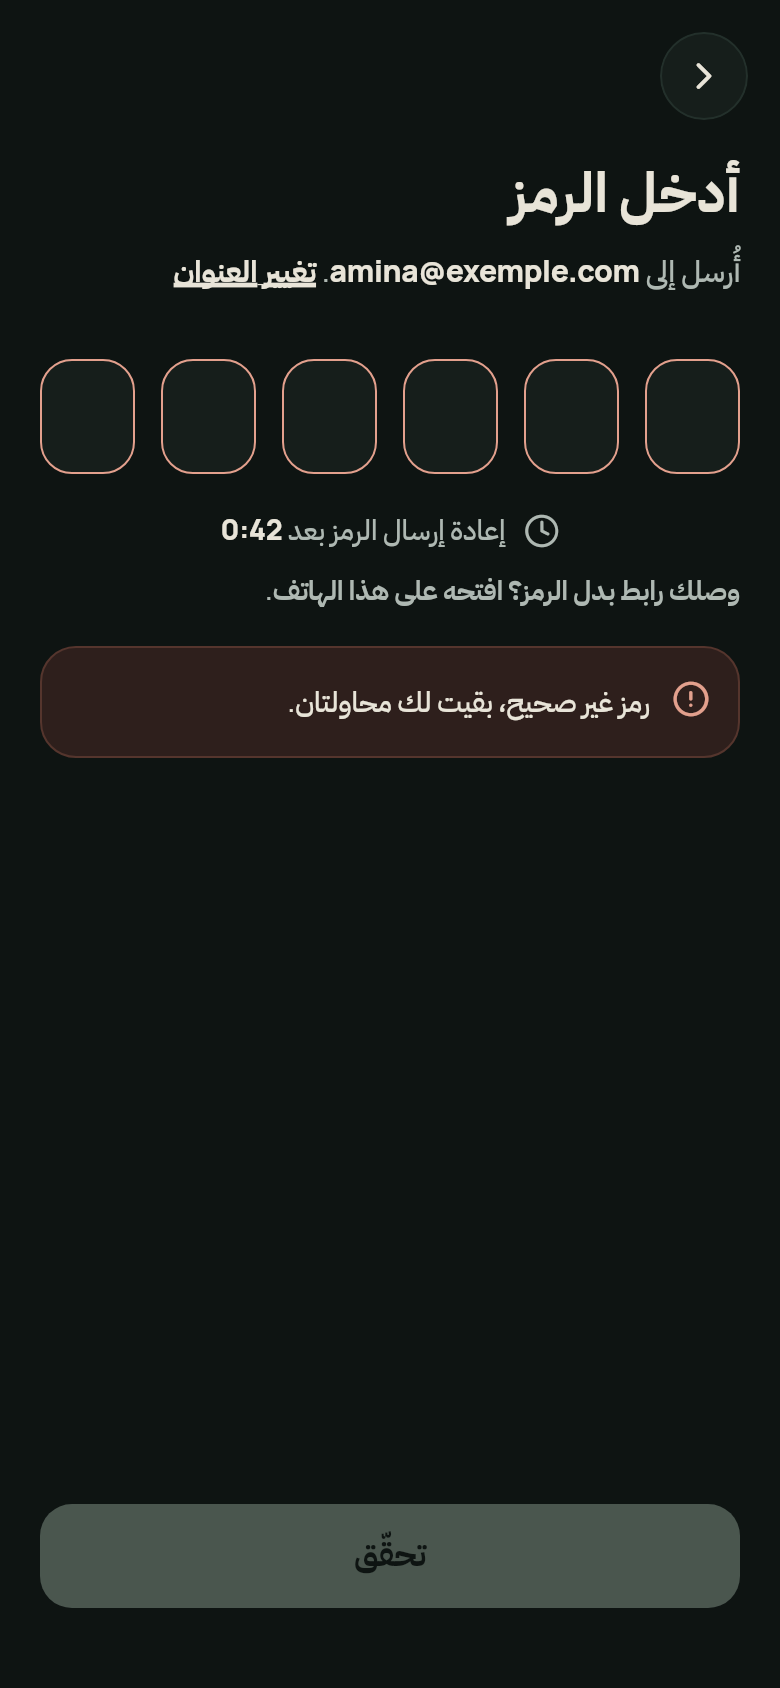 أدخل الرمز
أُرسل إلى amina@exemple.com. تغيير العنوان
إعادة إرسال الرمز بعد 0:42
وصلك رابط بدل الرمز؟ افتحه على هذا الهاتف.
رمز غير صحيح، بقيت لك محاولتان.
تحقّق